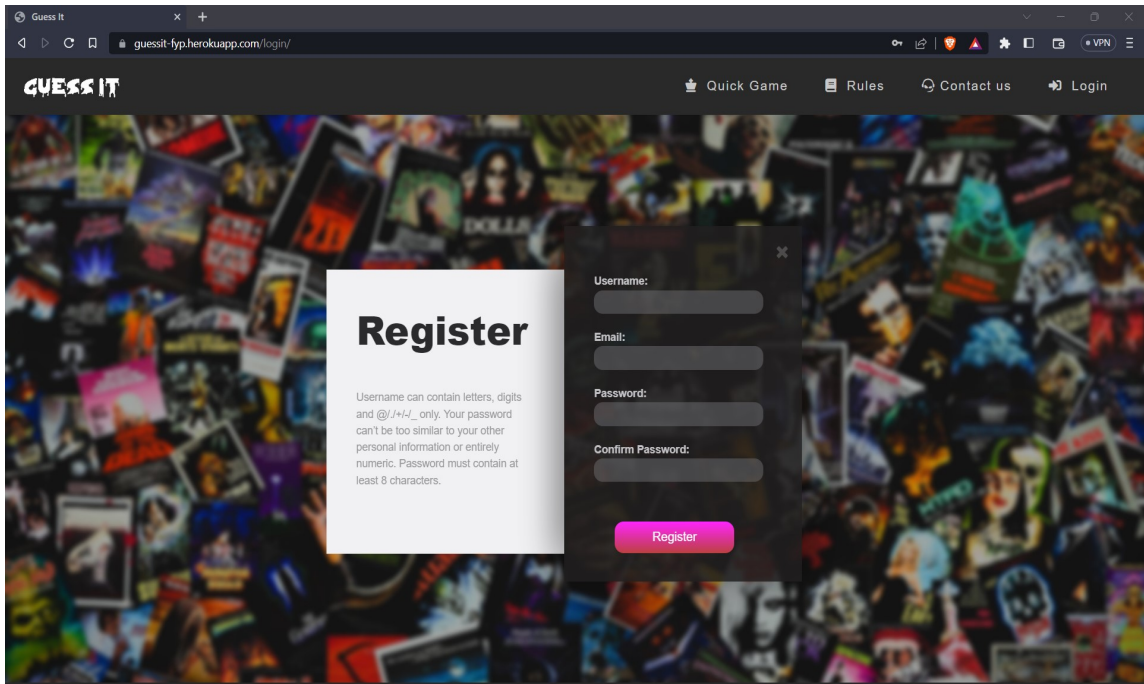 Guess It
guessit-fyp.herokuapp.com/login/
VPN
GUESS IT
Quick Game
Rules
Contact us
Login
DOLLS
Register
Username can contain letters, digits
and @/./+/-/_ only. Your password
can't be too similar to your other
personal information or entirely
numeric. Password must contain at
least 8 characters.
Username:
Email:
Password:
Confirm Password:
Register